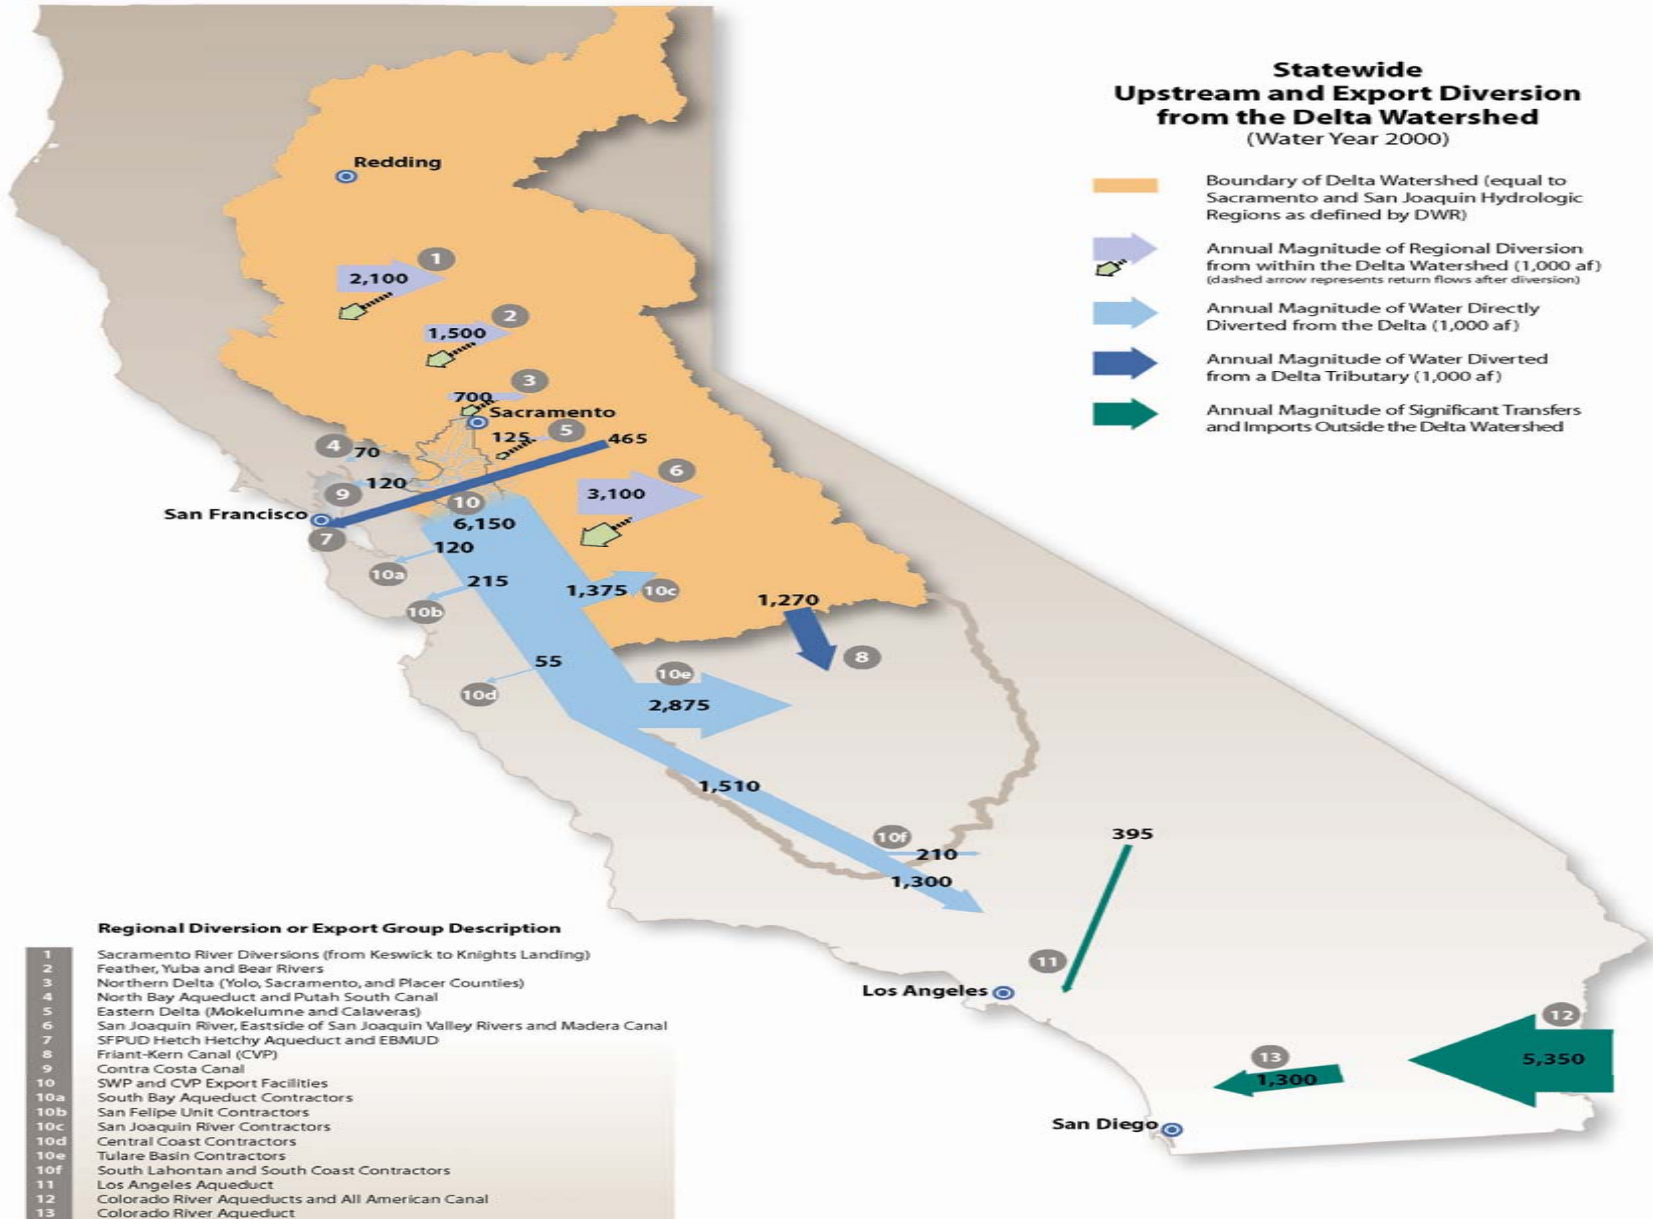 Statewide
Upstream and Export Diversion
from the Delta Watershed
(Water Year 2000)
Boundary of Delta Watershed (equal to
Sacramento and San Joaquin Hydrologic
Regions as defined by DWR)
Annual Magnitude of Regional Diversion
from within the Delta Watershed (1,000 af)
(dashed arrow represents return flows after diversion)
Annual Magnitude of Water Directly
Diverted from the Delta (1,000 af)
Annual Magnitude of Water Diverted
from a Delta Tributary (1,000 af)
Annual Magnitude of Significant Transfers
and Imports Outside the Delta Watershed
Redding
1
2,100
2
1,500
3
700
Sacramento
5
125
465
4
70
6
9
120
3,100
10
San Francisco
6,150
7
120
10a
215
1,375
10c
10b
1,270
8
55
10e
10d
2,875
1,510
10f
210
1,300
395
11
Los Angeles
12
5,350
13
1,300
San Diego
Regional Diversion or Export Group Description
1 Sacramento River Diversions (from Keswick to Knights Landing)
2 Feather, Yuba and Bear Rivers
3 Northern Delta (Yolo, Sacramento, and Placer Counties)
4 North Bay Aqueduct and Putah South Canal
5 Eastern Delta (Mokelumne and Calaveras)
6 San Joaquin River, Eastside of San Joaquin Valley Rivers and Madera Canal
7 SFPUD Hetch Hetchy Aqueduct and EBMUD
8 Friant-Kern Canal (CVP)
9 Contra Costa Canal
10 SWP and CVP Export Facilities
10a South Bay Aqueduct Contractors
10b San Felipe Unit Contractors
10c San Joaquin River Contractors
10d Central Coast Contractors
10e Tulare Basin Contractors
10f South Lahontan and South Coast Contractors
11 Los Angeles Aqueduct
12 Colorado River Aqueducts and All American Canal
13 Colorado River Aqueduct